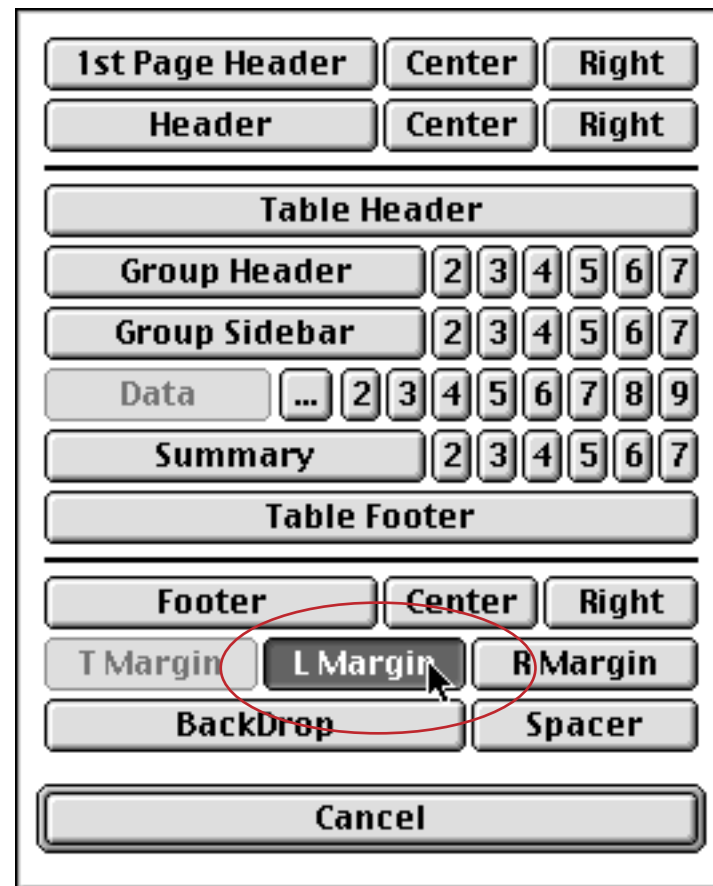 1st Page Header Center Right
Header Center Right
Table Header
Group Header 2 3 4 5 6 7
Group Sidebar 2 3 4 5 6 7
Data ... 2 3 4 5 6 7 8 9
Summary 2 3 4 5 6 7
Table Footer
Footer Center Right
T Margin L Margin R Margin
BackDrop Spacer
Cancel